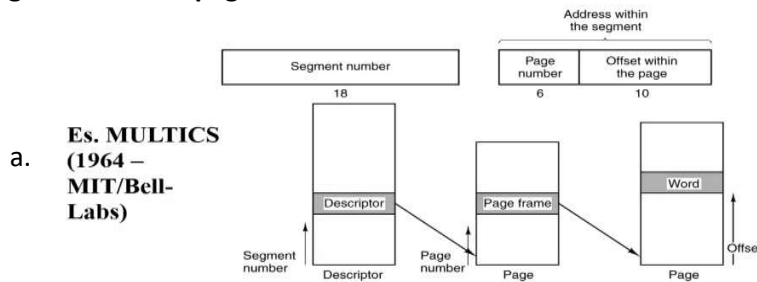 Address within
the segment
Segment number
Page
number
Offset within
the page
18
6
10
a.
Es. MULTICS
(1964 –
MIT/Bell-
Labs)
Descriptor
Page frame
Word
Segment
number
Page
number
Offse
Descriptor
Page
Page